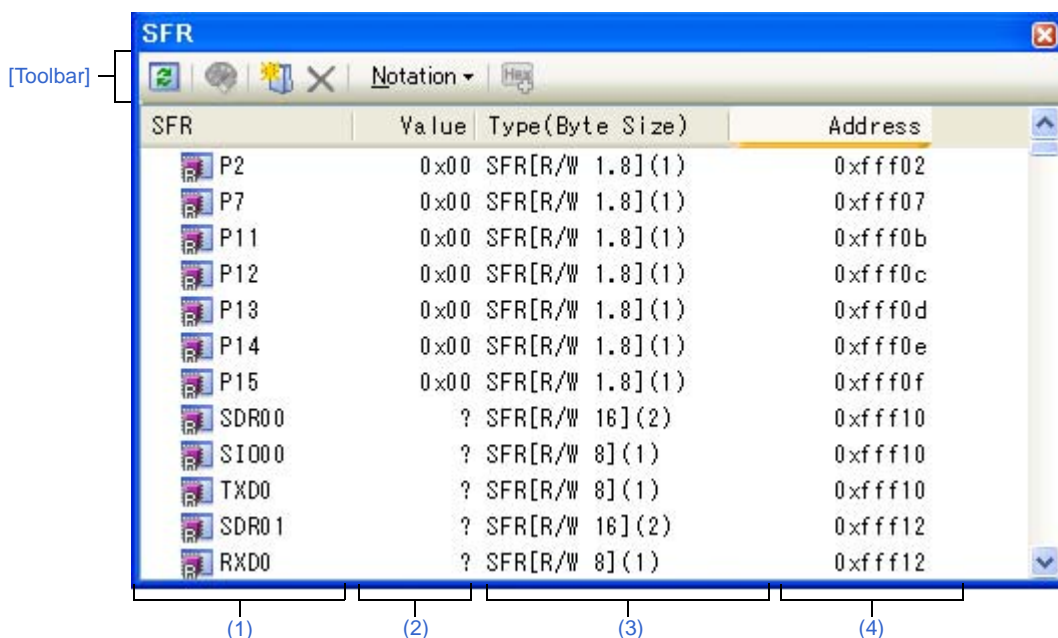 SFR
[Toolbar]
Notation
Hex
SFR Value Type(Byte Size) Address
P2 0x00 SFR[R/W 1.8](1) 0xfff02
P7 0x00 SFR[R/W 1.8](1) 0xfff07
P11 0x00 SFR[R/W 1.8](1) 0xfff0b
P12 0x00 SFR[R/W 1.8](1) 0xfff0c
P13 0x00 SFR[R/W 1.8](1) 0xfff0d
P14 0x00 SFR[R/W 1.8](1) 0xfff0e
P15 0x00 SFR[R/W 1.8](1) 0xfff0f
SDR00 ? SFR[R/W 16](2) 0xfff10
SIO00 ? SFR[R/W 8](1) 0xfff10
TXD0 ? SFR[R/W 8](1) 0xfff10
SDR01 ? SFR[R/W 16](2) 0xfff12
RXD0 ? SFR[R/W 8](1) 0xfff12
(1) (2) (3) (4)